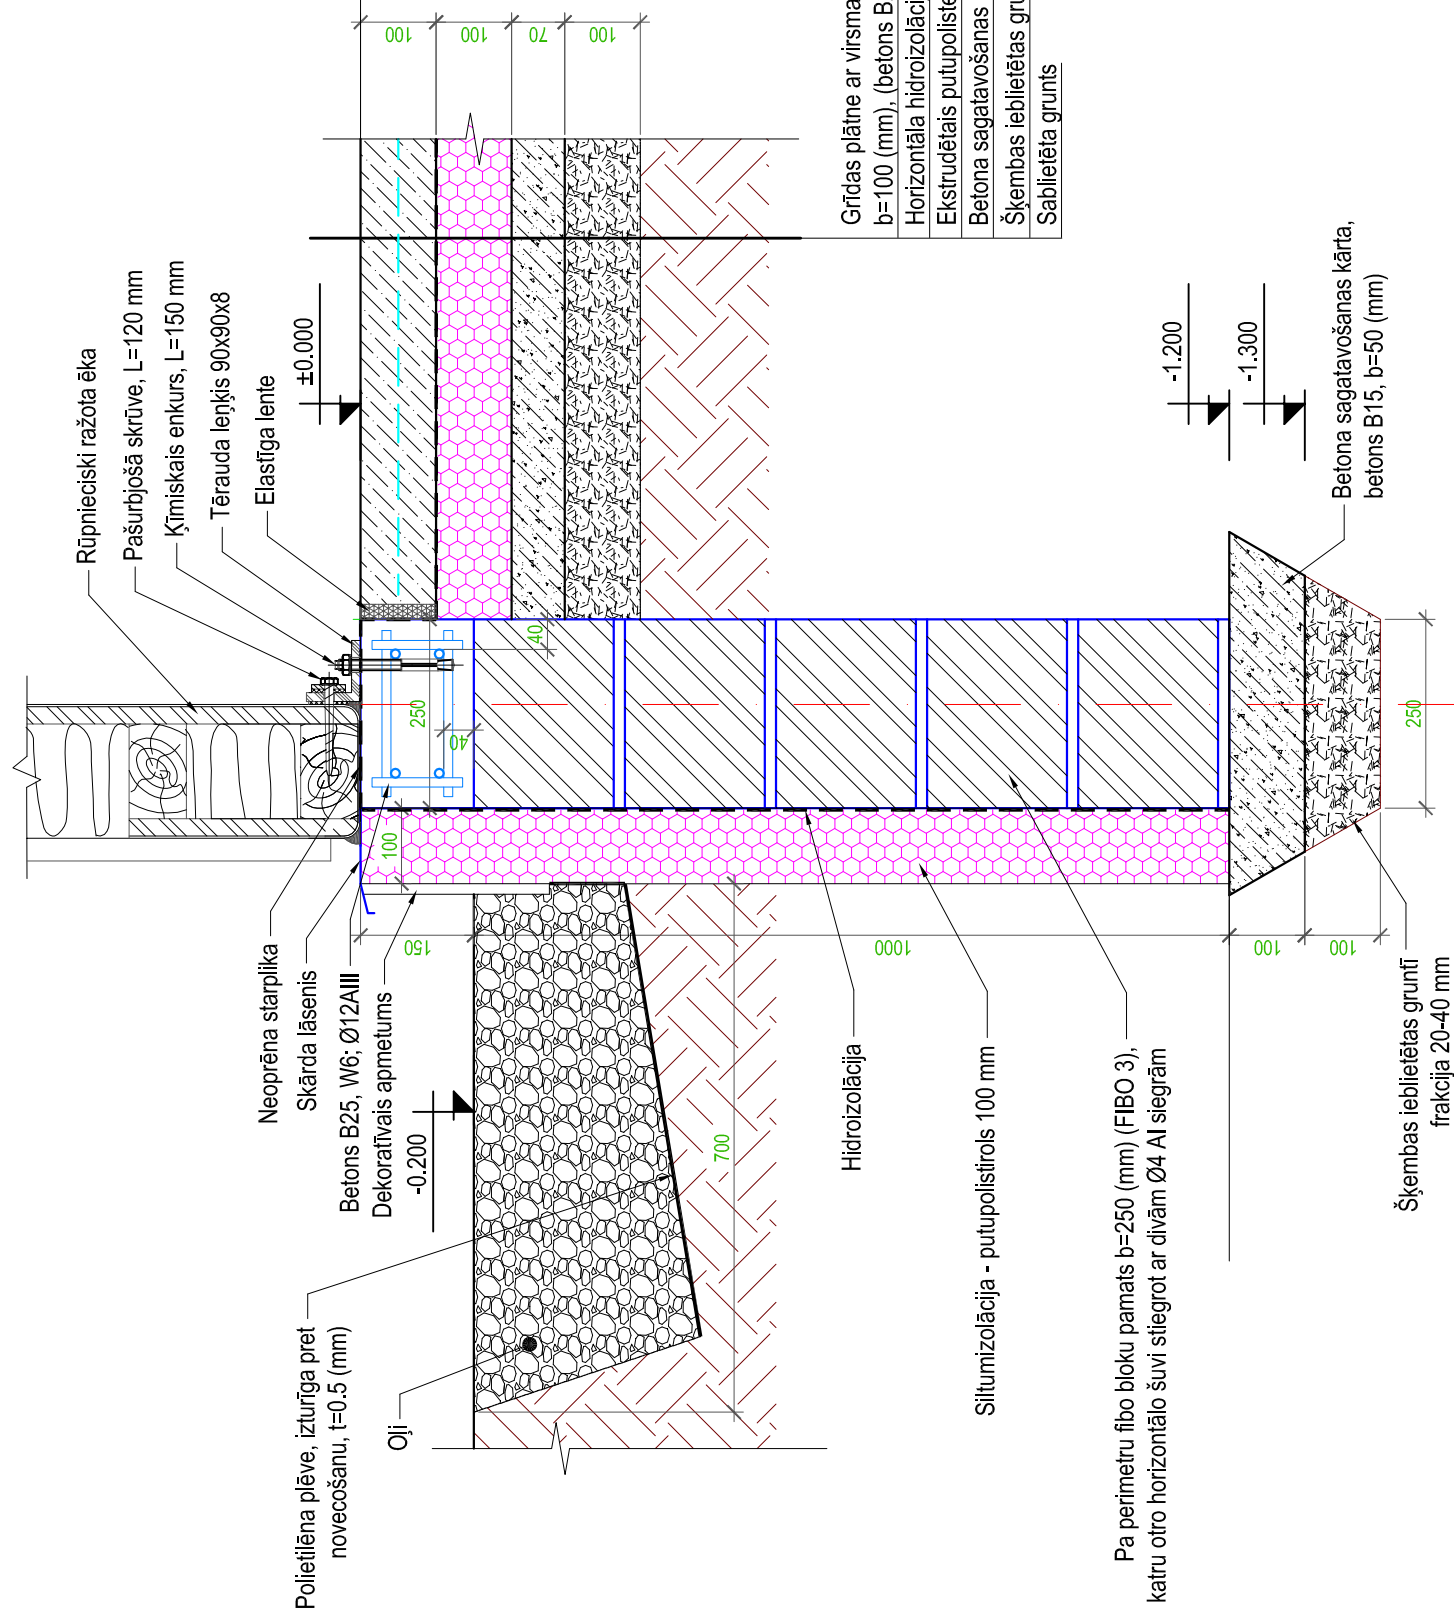 Rūpnieciski ražota ēka
Pašurbjošā skrūve, L=120 mm
Ķīmiskais enkurs, L=150 mm
Tērauda leņķis 90x90x8
Elastīga lente
±0.000
100
100
70
100
Grīdas plātne ar virsma
b=100 (mm), (betons B
Horizontāla hidroizolāci
Ekstrudētais putupoliste
Betona sagatavošanas
Šķembas ieblietētas gru
Sablietēta grunts
-1.200
-1.300
Betona sagatavošanas kārta,
betons B15, b=50 (mm)
40
250
40
100
150
1000
100
100
250
700
Neoprēna starplika
Skārda lāsenis
Betons B25, W6; Ø12AIII
Dekoratīvais apmetums
-0.200
Polietilēna plēve, izturīga pret
novecošanu, t=0.5 (mm)
Oļi
Hidroizolācija
Siltumizolācija - putupolistirols 100 mm
Pa perimetru fibo bloku pamats b=250 (mm) (FIBO 3),
katru otro horizontālo šuvi stiegrot ar divām Ø4 AI siegrām
Šķembas ieblietētas gruntī
frakcija 20-40 mm